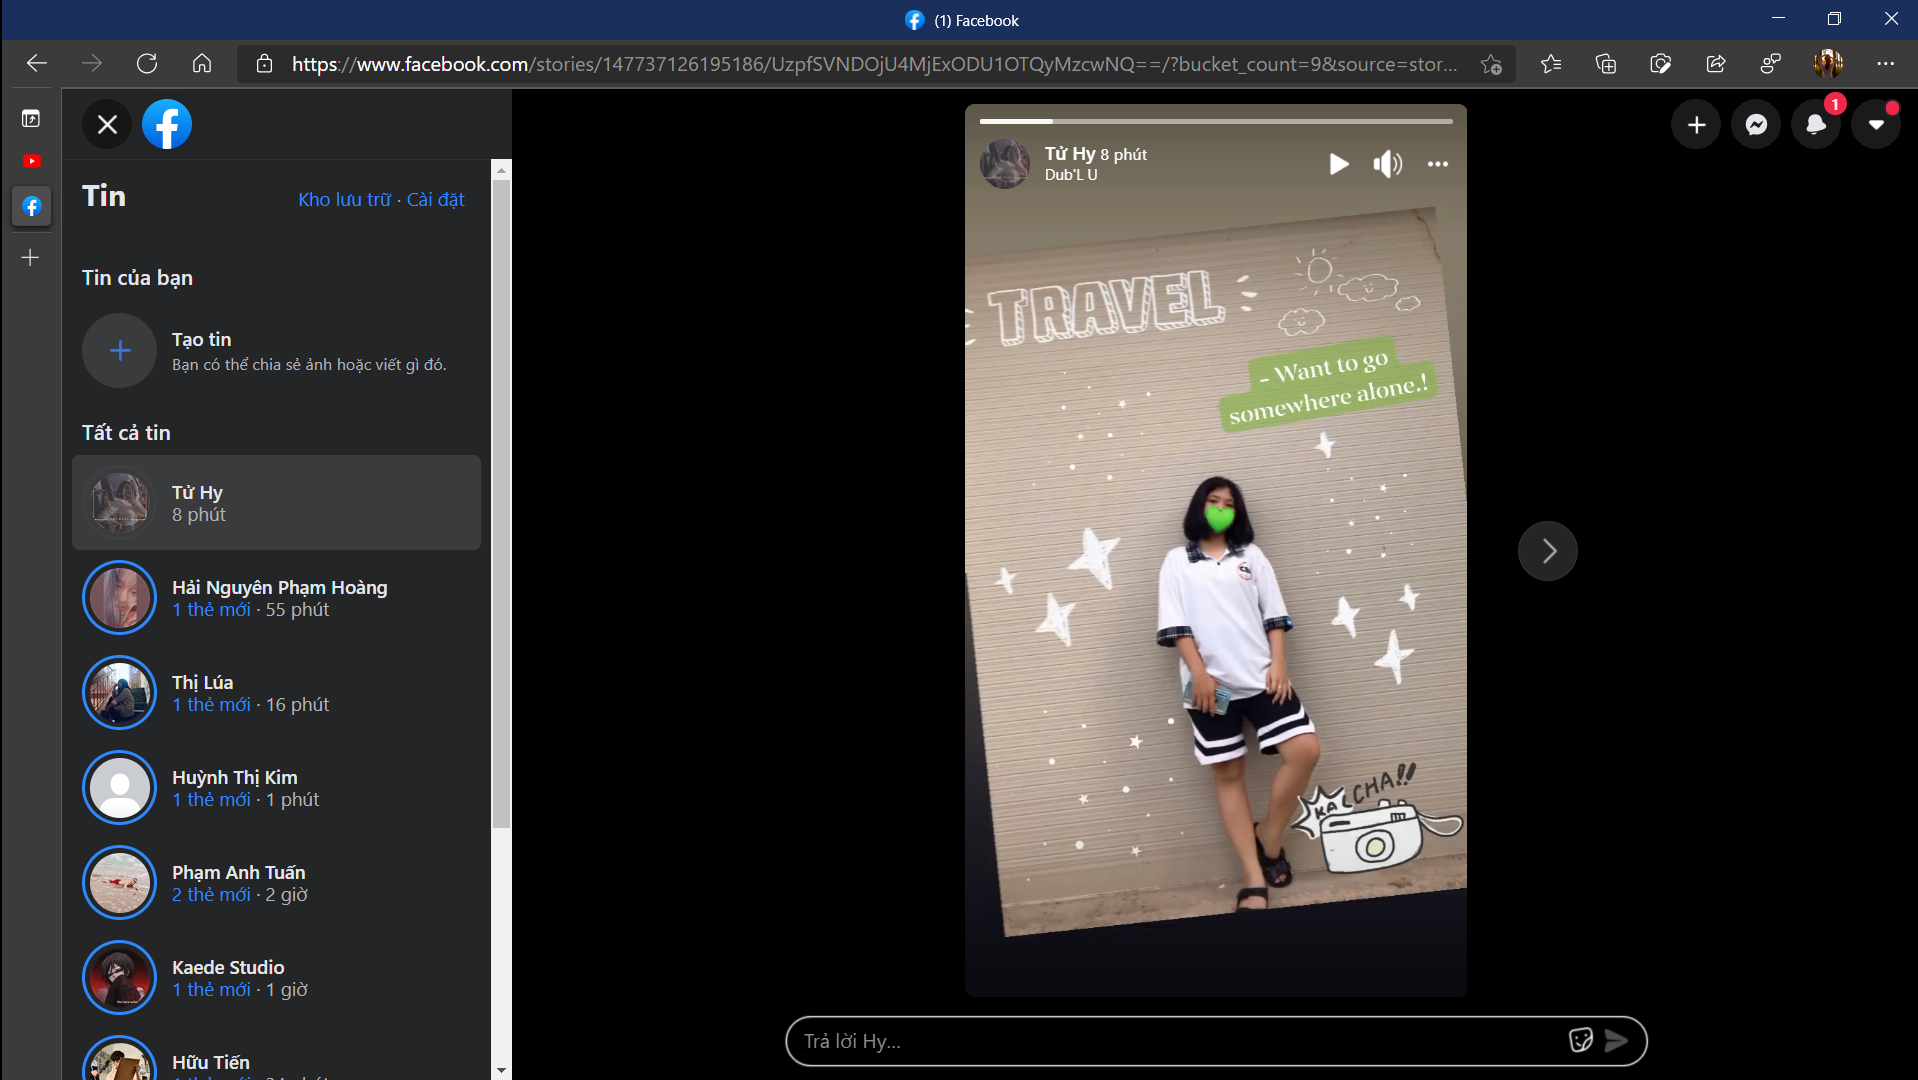 (1) Facebook
https://www.facebook.com/stories/147737126195186/UzpfSVNDOjU4MjExODU1OTQyMzcwNQ==/?bucket_count=9&source=stor...
Tin
Kho lưu trữ · Cài đặt
Tin của bạn
Tạo tin
Bạn có thể chia sẻ ảnh hoặc viết gì đó.
Tất cả tin
Tử Hy
8 phút
Hải Nguyên Phạm Hoàng
1 thẻ mới · 55 phút
Thị Lúa
1 thẻ mới · 16 phút
Huỳnh Thị Kim
1 thẻ mới · 1 phút
Phạm Anh Tuấn
2 thẻ mới · 2 giờ
Kaede Studio
1 thẻ mới · 1 giờ
Hữu Tiến
Tử Hy 8 phút
Dub'L U
TRAVEL
- Want to go
somewhere alone.!
KALCHA!!
Trả lời Hy...
1